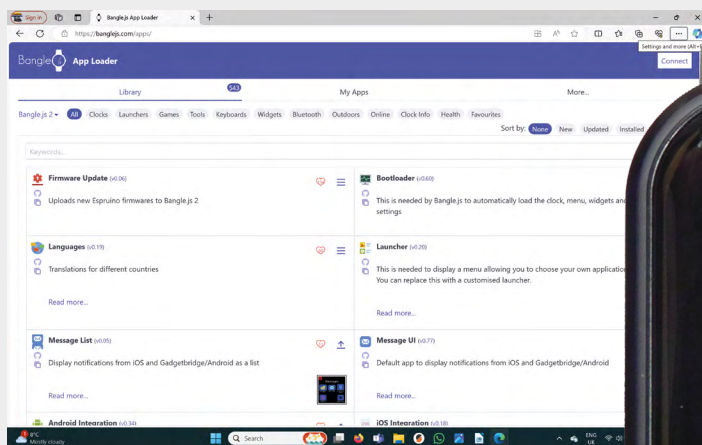 Sign in
Bangle.js App Loader
https://banglejs.com/apps/
Settings and more (Alt+
Bangle App Loader
Connect
Library 543 My Apps More...
Bangle.js 2 All Clocks Launchers Games Tools Keyboards Widgets Bluetooth Outdoors Online Clock Info Health Favourites
Sort by: None New Updated Installed
Keywords...
Firmware Update (v0.06)
Uploads new Espruino firmwares to Bangle.js 2
Bootloader (v0.60)
This is needed by Bangle.js to automatically load the clock, menu, widgets and
settings
Languages (v0.19)
Translations for different countries
Read more...
Launcher (v0.20)
This is needed to display a menu allowing you to choose your own application
You can replace this with a customised launcher.
Read more...
Message List (v0.05)
Display notifications from iOS and Gadgetbridge/Android as a list
Read more...
Message UI (v0.77)
Default app to display notifications from iOS and Gadgetbridge/Android
Read more...
Android Integration (v0.34)
iOS Integration (v0.18)
8°C
Mostly cloudy
Search
ENG
UK